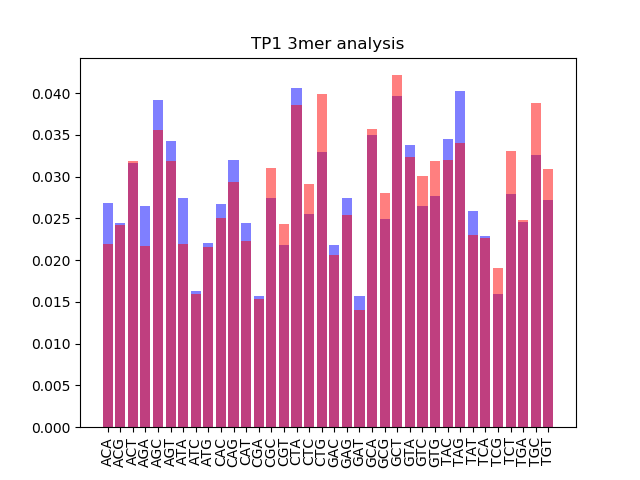 TP1 3mer analysis
0.040
0.035
0.030
0.025
0.020
0.015
0.010
0.005
0.000
ACA
ACG
ACT
AGA
AGC
AGT
ATA
ATC
ATG
CAC
CAG
CAT
CGA
CGC
CGT
CTA
CTC
CTG
GAC
GAG
GAT
GCA
GCG
GCT
GTA
GTC
GTG
TAC
TAG
TAT
TCA
TCG
TCT
TGA
TGC
TGT